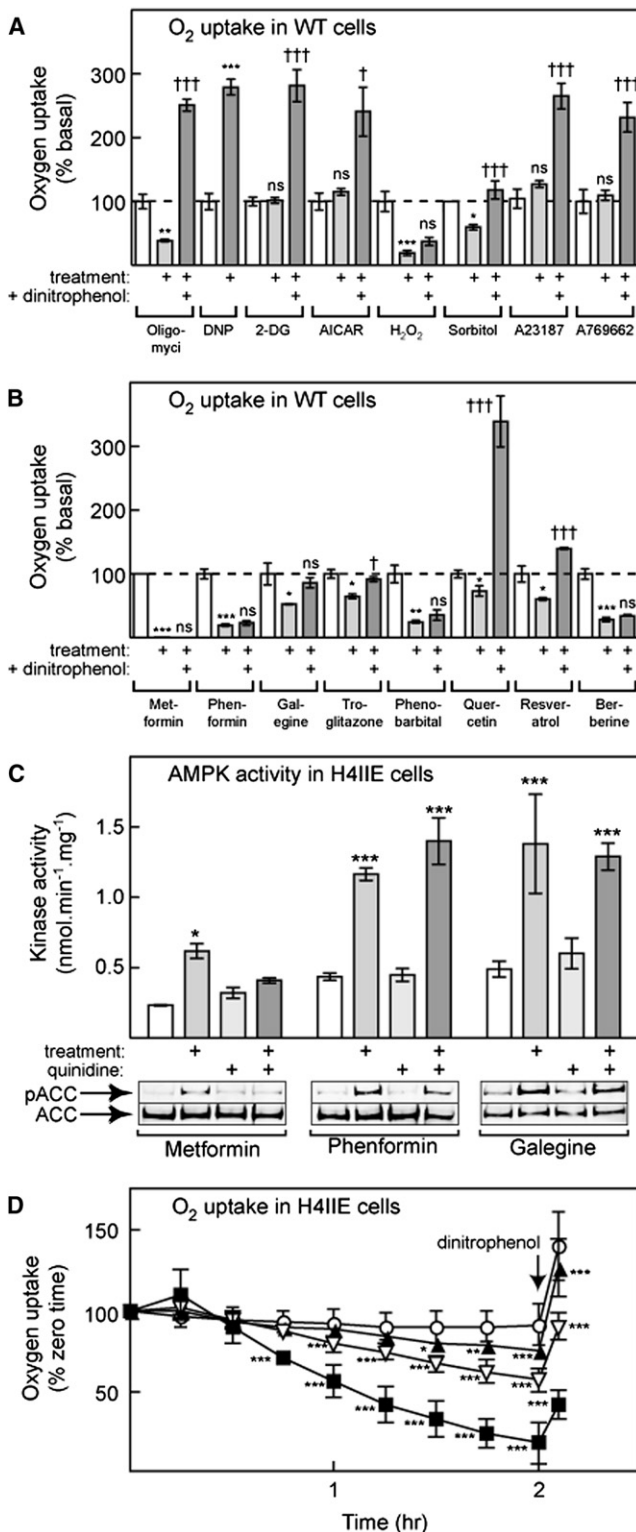 A
O₂ uptake in WT cells
Oxygen uptake
(% basal)
300
200
100
††† *** ††† † ††† ††† †††
** ns ns *** ns * ns ns
treatment: + + + + + + + + + + + + + + +
+ dinitrophenol: + + + + + + +
Oligo-
myci
DNP
2-DG
AICAR
H₂O₂
Sorbitol
A23187
A769662
B
O₂ uptake in WT cells
Oxygen uptake
(% basal)
300
200
100
††† †††
*** ns *** ns * ns * † ** ns * * *** ns
treatment: + + + + + + + + + + + + + + + +
+ dinitrophenol: + + + + + + + +
Met-
formin
Phen-
formin
Gal-
egine
Tro-
glitazone
Pheno-
barbital
Quer-
cetin
Resver-
atrol
Ber-
berine
C
AMPK activity in H4IIE cells
Kinase activity
(nmol.min⁻¹.mg⁻¹)
1.5
1.0
0.5
* *** *** *** ***
treatment: + + + + + +
quinidine: + + + + + +
pACC
ACC
Metformin
Phenformin
Galegine
D
O₂ uptake in H4IIE cells
Oxygen uptake
(% zero time)
150
100
50
dinitrophenol
***
***
* **
*** *** *** *** ***
***
*** *** *** *** *** ***
1
2
Time (hr)